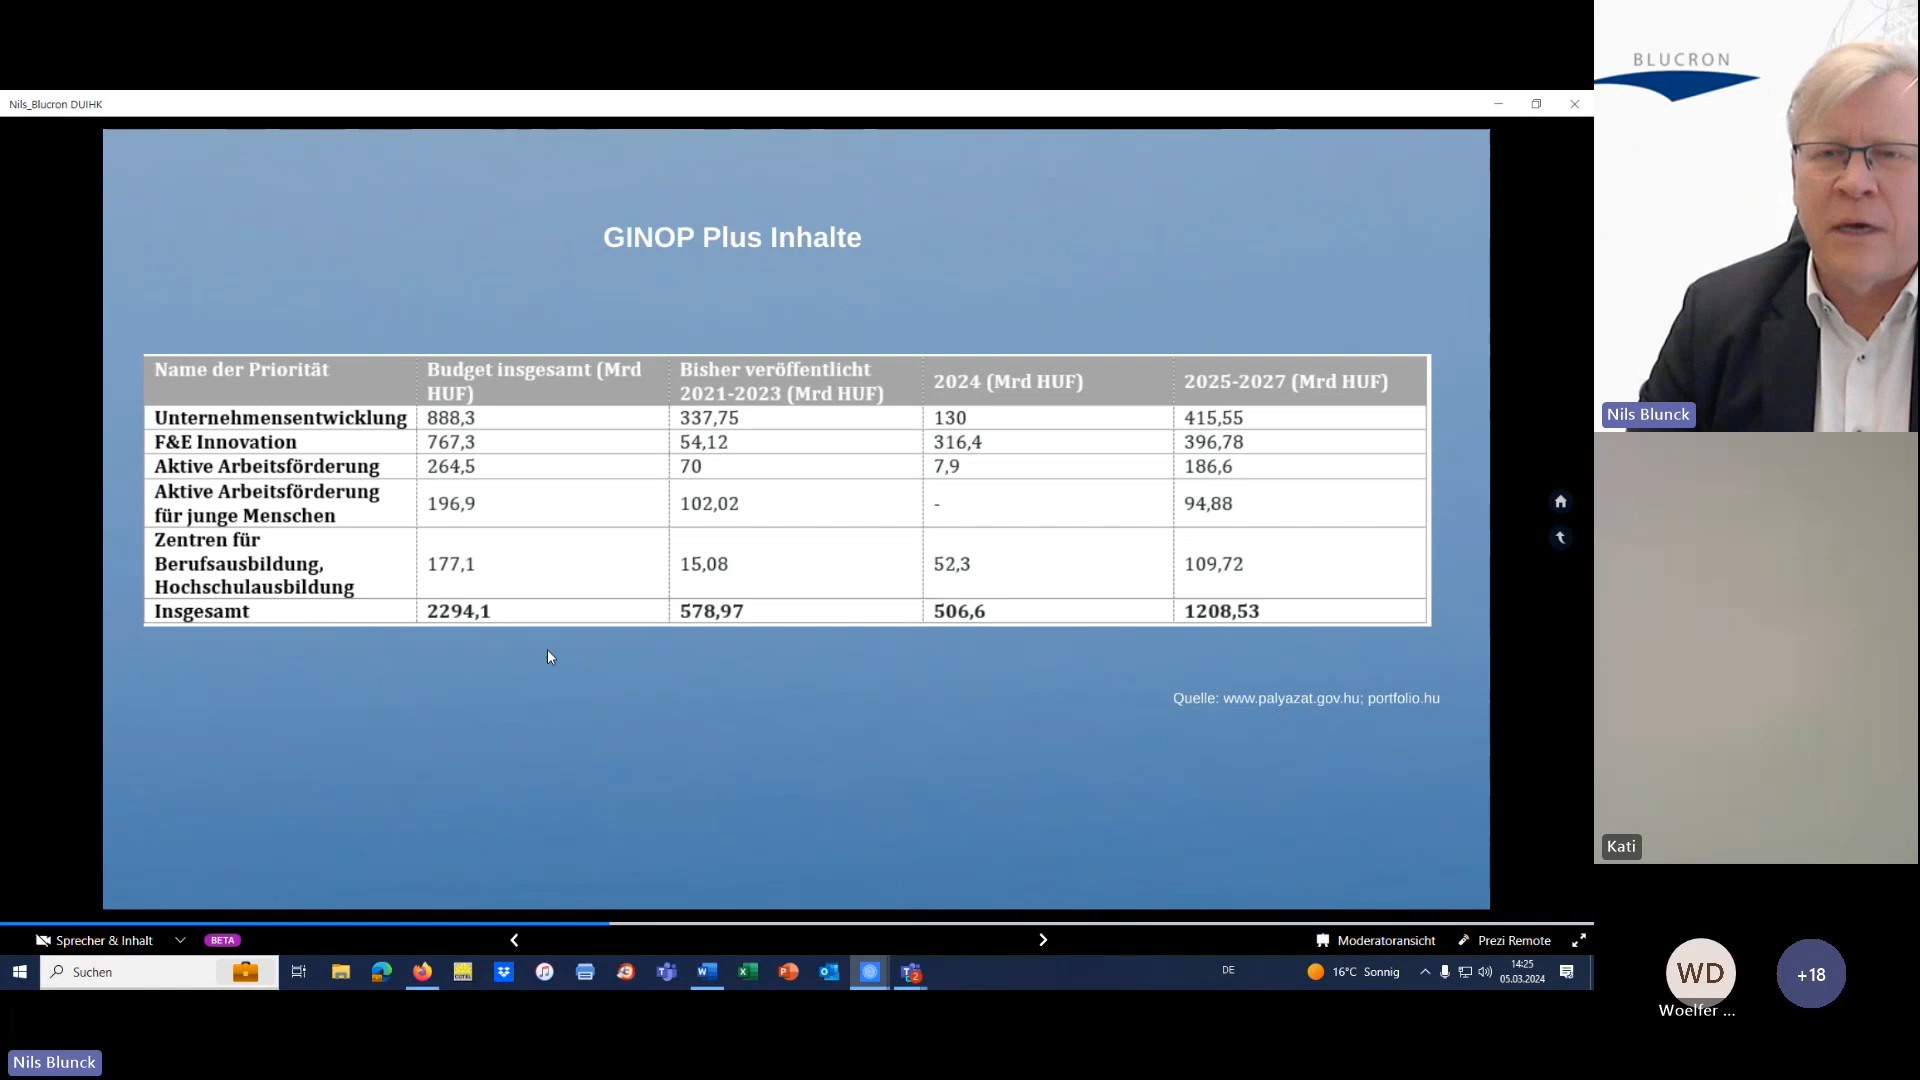 BLUCRON
Nils_Blucron DUIHK
GINOP Plus Inhalte
Name der Priorität
Budget insgesamt (Mrd
HUF)
Bisher veröffentlicht
2021-2023 (Mrd HUF)
2024 (Mrd HUF)
2025-2027 (Mrd HUF)
Unternehmensentwicklung 888,3 337,75 130 415,55
F&E Innovation 767,3 54,12 316,4 396,78
Aktive Arbeitsförderung 264,5 70 7,9 186,6
Aktive Arbeitsförderung
für junge Menschen
196,9 102,02 - 94,88
Zentren für
Berufsausbildung,
Hochschulausbildung
177,1 15,08 52,3 109,72
Insgesamt 2294,1 578,97 506,6 1208,53
Quelle: www.palyazat.gov.hu; portfolio.hu
Nils Blunck
Kati
Sprecher & Inhalt BETA
Moderatoransicht Prezi Remote
Suchen
DE
16°C Sonnig
14:25
05.03.2024
WD
Woelfer ...
+18
Nils Blunck